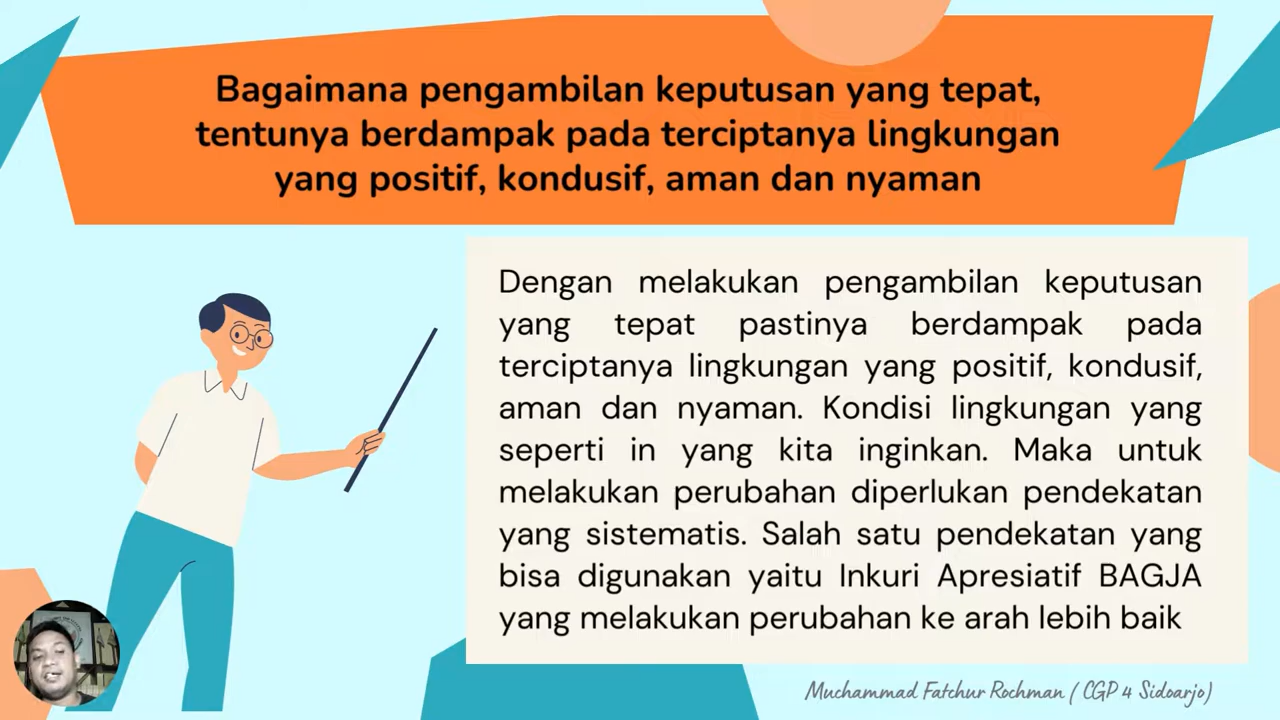 Bagaimana pengambilan keputusan yang tepat,
tentunya berdampak pada terciptanya lingkungan
yang positif, kondusif, aman dan nyaman
Dengan melakukan pengambilan keputusan
yang tepat pastinya berdampak pada
terciptanya lingkungan yang positif, kondusif,
aman dan nyaman. Kondisi lingkungan yang
seperti in yang kita inginkan. Maka untuk
melakukan perubahan diperlukan pendekatan
yang sistematis. Salah satu pendekatan yang
bisa digunakan yaitu Inkuri Apresiatif BAGJA
yang melakukan perubahan ke arah lebih baik
Muchammad Fatchur Rochman ( CGP 4 Sidoarjo)